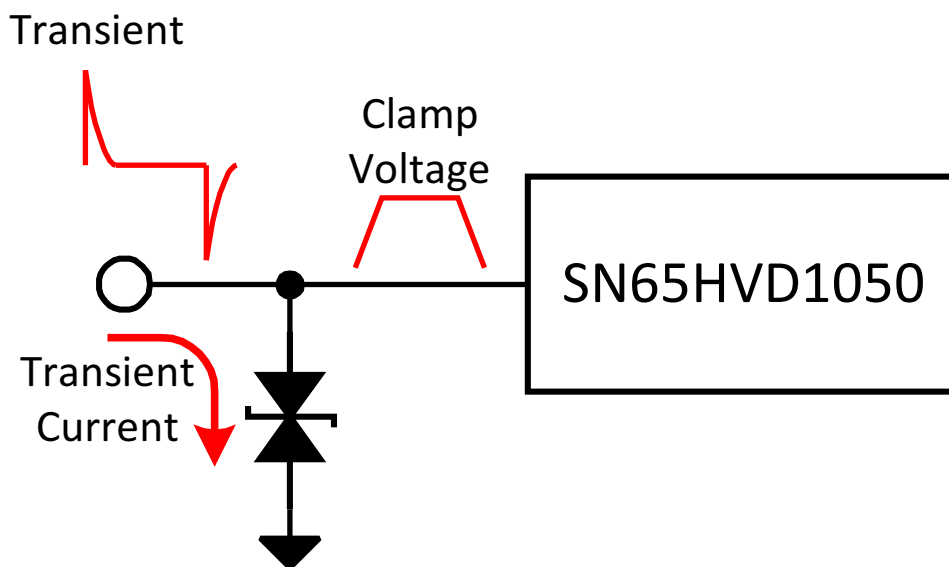 Transient
Clamp
Voltage
SN65HVD1050
Transient
Current